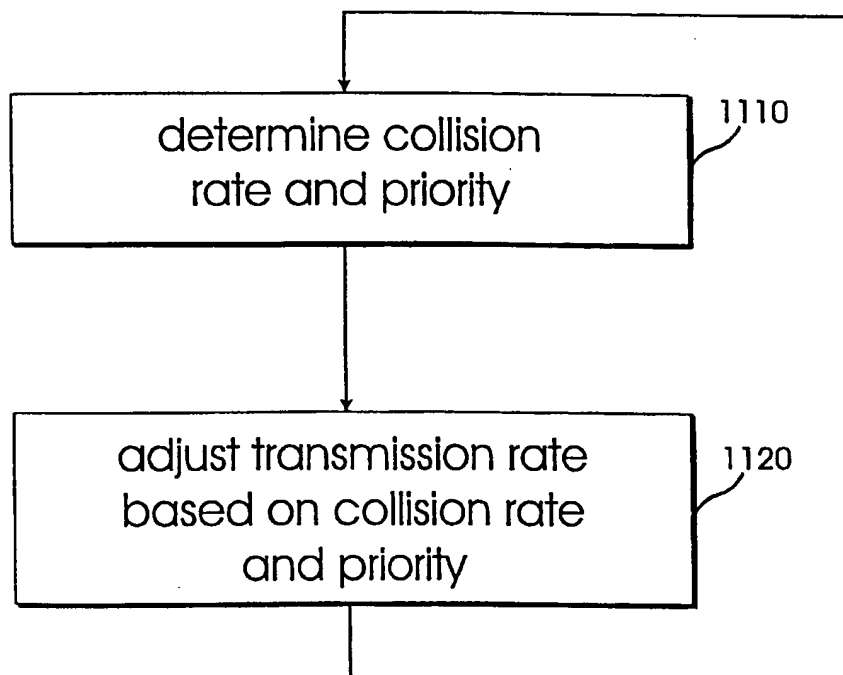 determine collision
rate and priority
1110
adjust transmission rate
based on collision rate
and priority
1120